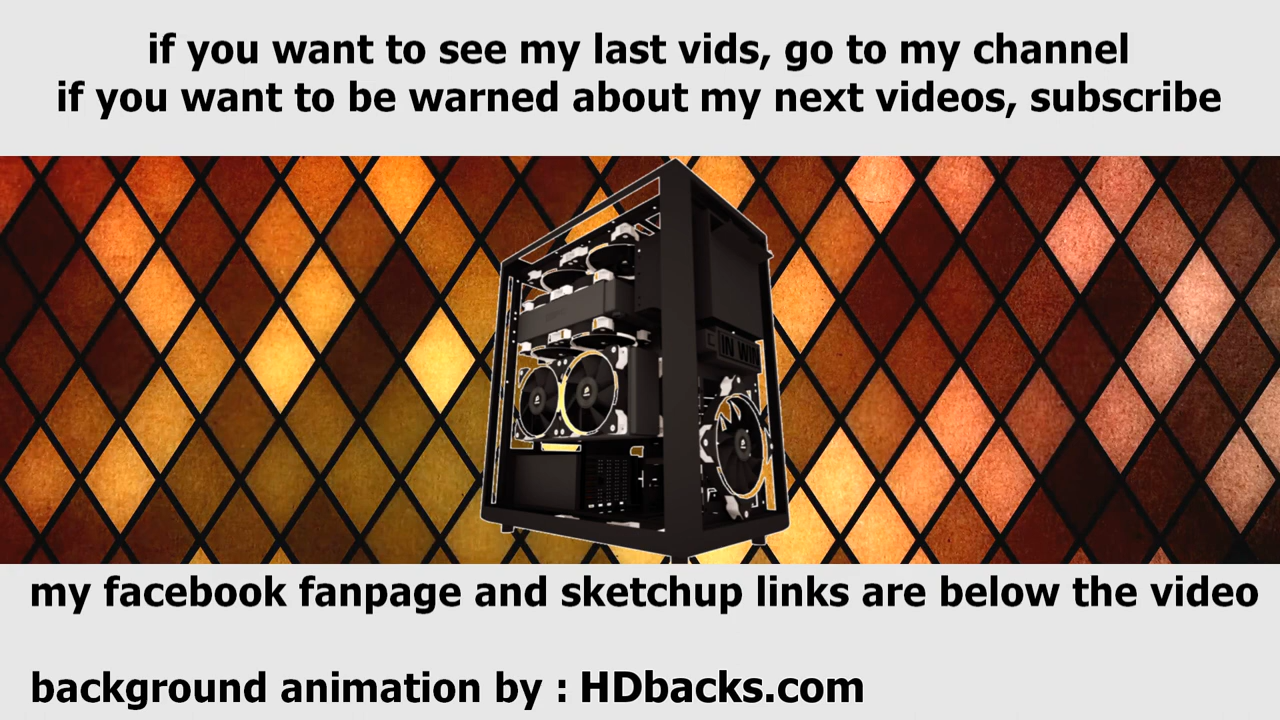 if you want to see my last vids, go to my channel
if you want to be warned about my next videos, subscribe
IN WIN
my facebook fanpage and sketchup links are below the video
background animation by : HDbacks.com